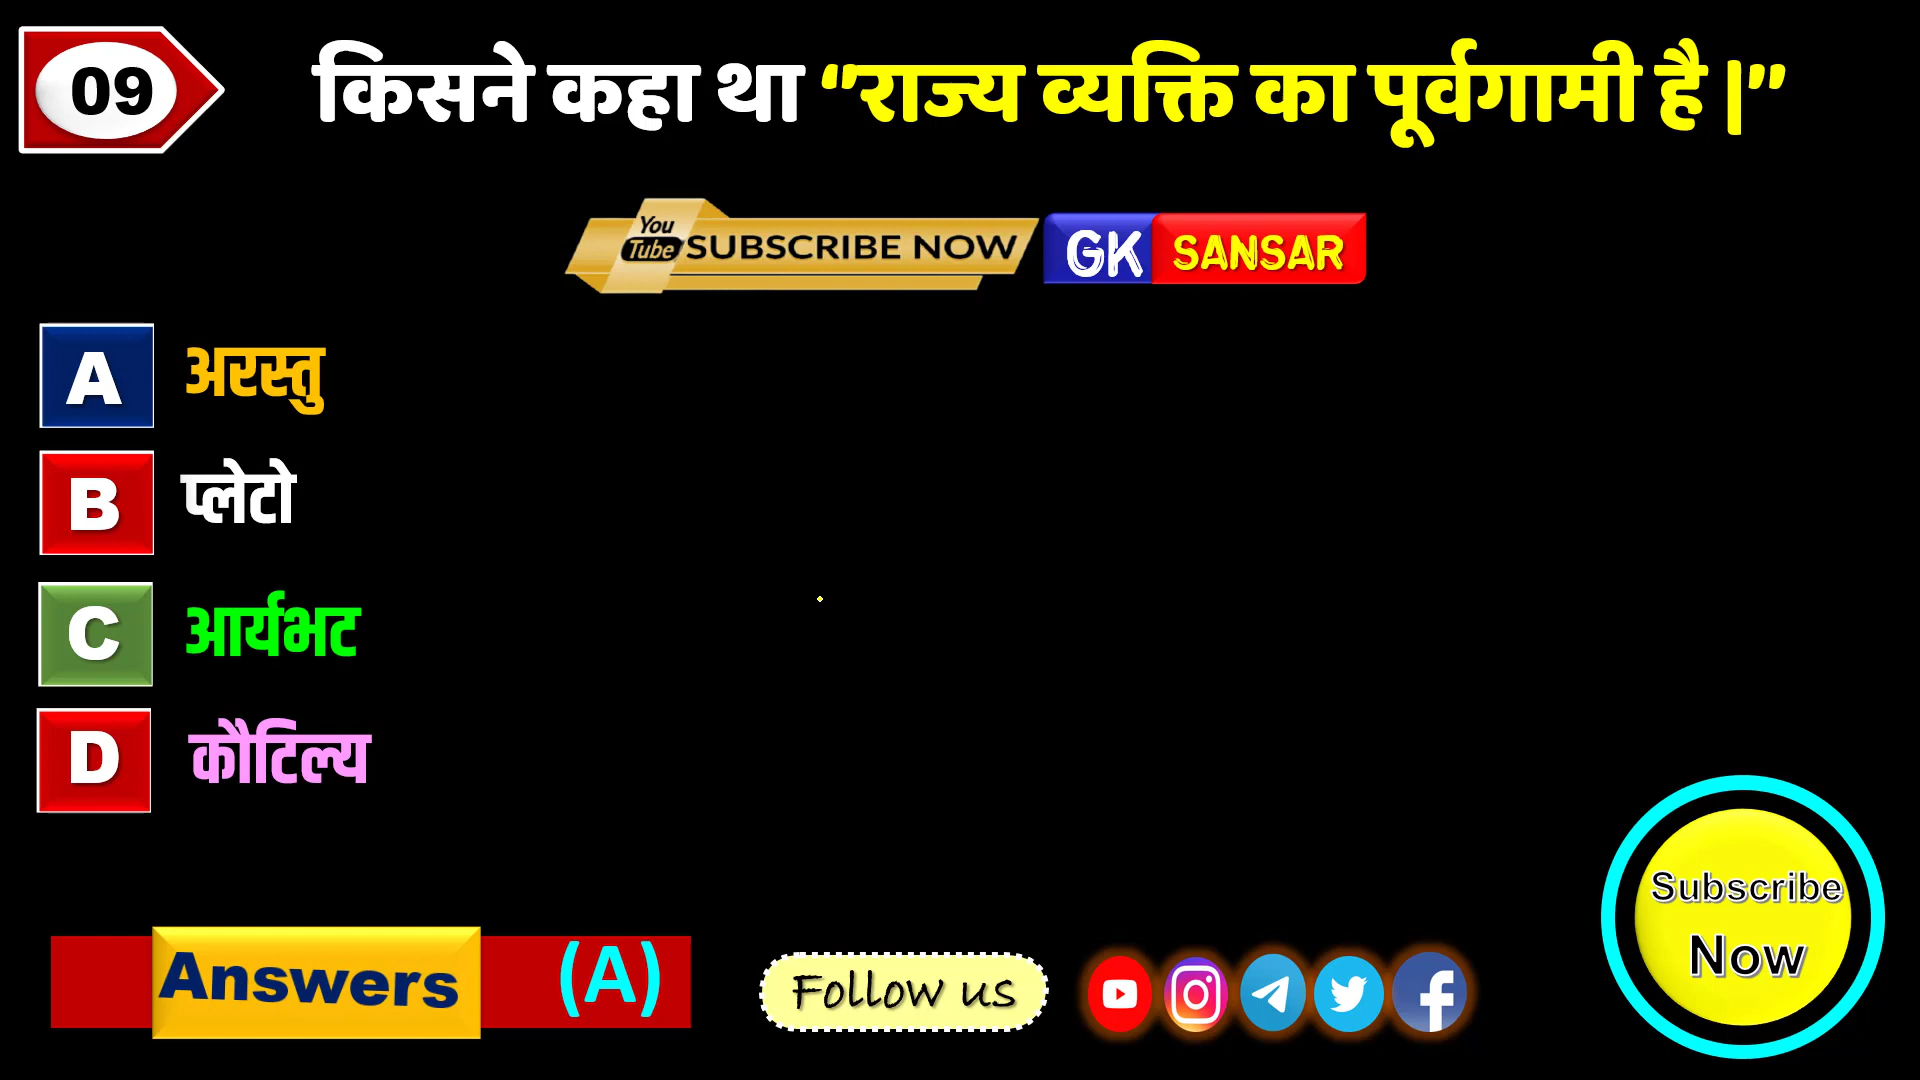 09
किसने कहा था “राज्य व्यक्ति का पूर्वगामी है |”
You Tube SUBSCRIBE NOW GK SANSAR
A अरस्तु
B प्लेटो
C आर्यभट
D कौटिल्य
Answers (A)
Follow us
Subscribe
Now